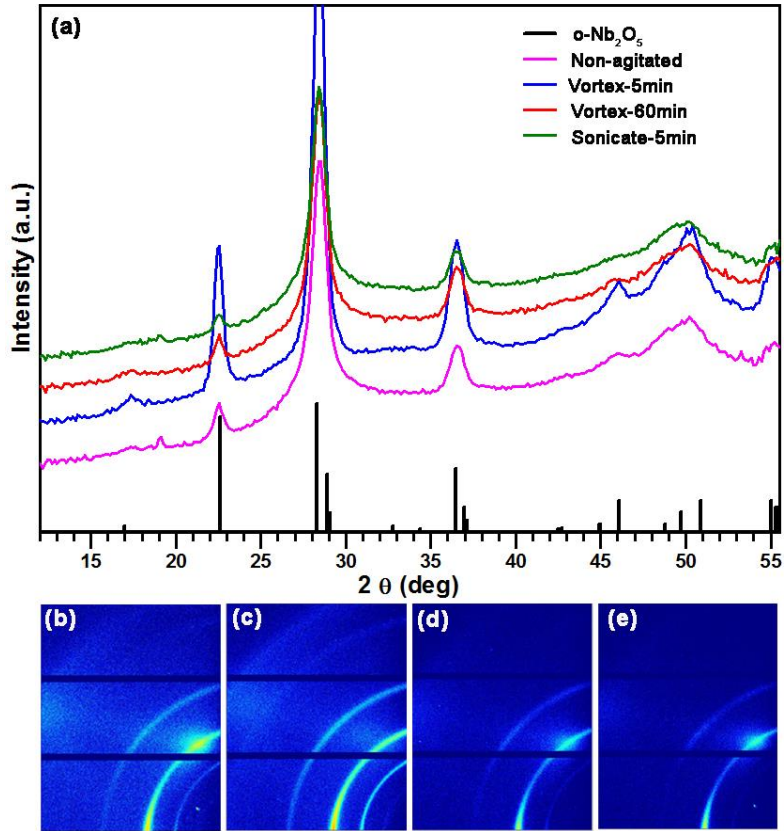 (a)
o-Nb₂O₅
Non-agitated
Vortex-5min
Vortex-60min
Sonicate-5min
Intensity (a.u.)
15 20 25 30 35 40 45 50 55
2 θ (deg)
(b) (c) (d) (e)